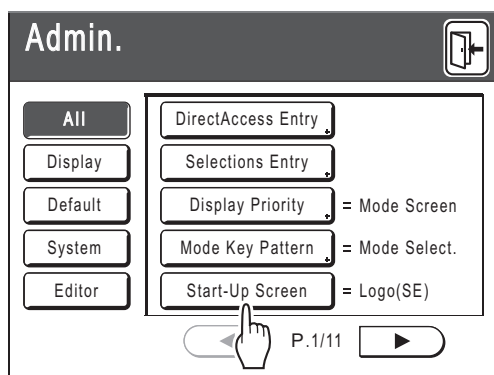 Admin.
All
DirectAccess Entry
Display
Selections Entry
Default
Display Priority = Mode Screen
System
Mode Key Pattern = Mode Select.
Editor
Start-Up Screen = Logo(SE)
P.1/11